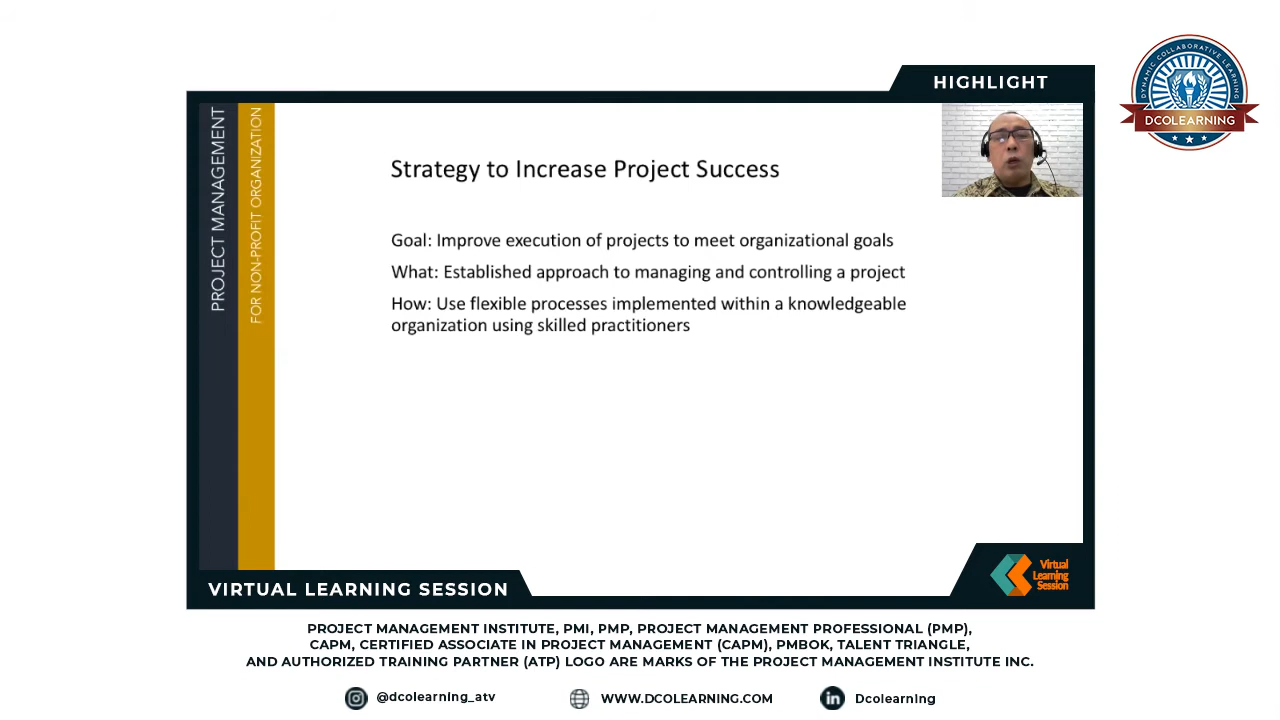 HIGHLIGHT
DYNAMIC COLLABORATIVE LEARNING
DCOLEARNING
PROJECT MANAGEMENT
FOR NON-PROFIT ORGANIZATION
Strategy to Increase Project Success
Goal: Improve execution of projects to meet organizational goals
What: Established approach to managing and controlling a project
How: Use flexible processes implemented within a knowledgeable
organization using skilled practitioners
VIRTUAL LEARNING SESSION
Virtual
Learning
Session
PROJECT MANAGEMENT INSTITUTE, PMI, PMP, PROJECT MANAGEMENT PROFESSIONAL (PMP),
CAPM, CERTIFIED ASSOCIATE IN PROJECT MANAGEMENT (CAPM), PMBOK, TALENT TRIANGLE,
AND AUTHORIZED TRAINING PARTNER (ATP) LOGO ARE MARKS OF THE PROJECT MANAGEMENT INSTITUTE INC.
@dcolearning_atv
WWW.DCOLEARNING.COM
in
Dcolearning